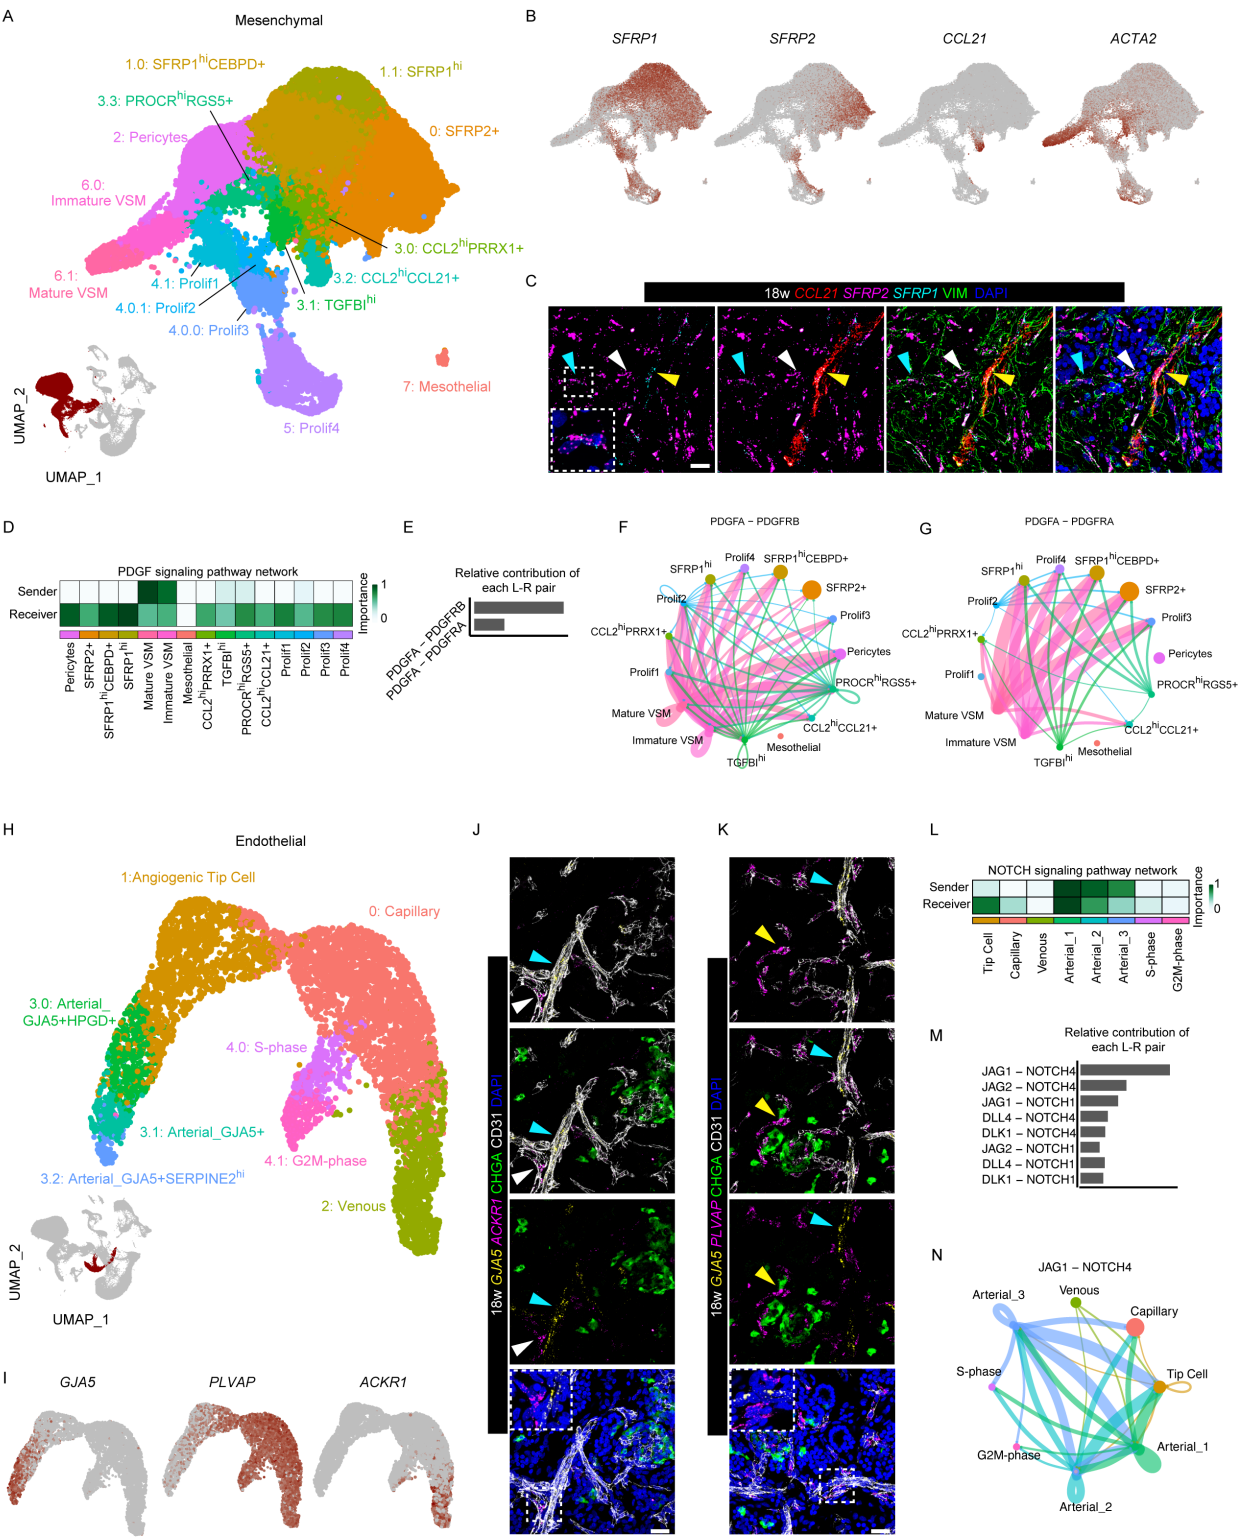 A
Mesenchymal
1.0: SFRP1hiCEBPD+
1.1: SFRP1hi
3.3: PROCRhiRGS5+
2: Pericytes
0: SFRP2+
6.0:
Immature VSM
3.0: CCL2hiPRRX1+
6.1:
Mature VSM
4.1: Prolif1
3.2: CCL2hiCCL21+
4.0.1: Prolif2
3.1: TGFBIhi
4.0.0: Prolif3
7: Mesothelial
5: Prolif4
UMAP_2
UMAP_1
B
SFRP1
SFRP2
CCL21
ACTA2
C
18w CCL21 SFRP2 SFRP1 VIM DAPI
D
PDGF signaling pathway network
Sender
Receiver
Importance
1
0
Pericytes
SFRP2+
SFRP1hiCEBPD+
SFRP1hi
Mature VSM
Immature VSM
Mesothelial
CCL2hiPRRX1+
TGFBIhi
PROCRhiRGS5+
CCL2hiCCL21+
Prolif1
Prolif2
Prolif3
Prolif4
E
Relative contribution of
each L-R pair
PDGFA – PDGFRB
PDGFA – PDGFRA
F
PDGFA – PDGFRB
Prolif4
SFRP1hiCEBPD+
SFRP1hi
SFRP2+
Prolif2
Prolif3
CCL2hiPRRX1+
Pericytes
Prolif1
PROCRhiRGS5+
Mature VSM
CCL2hiCCL21+
Immature VSM
Mesothelial
TGFBIhi
G
PDGFA – PDGFRA
Prolif4
SFRP1hiCEBPD+
SFRP1hi
SFRP2+
Prolif2
Prolif3
CCL2hiPRRX1+
Pericytes
Prolif1
PROCRhiRGS5+
Mature VSM
CCL2hiCCL21+
Immature VSM
Mesothelial
TGFBIhi
H
Endothelial
1:Angiogenic Tip Cell
0: Capillary
3.0: Arterial_
GJA5+HPGD+
4.0: S-phase
3.1: Arterial_GJA5+
4.1: G2M-phase
3.2: Arterial_GJA5+SERPINE2hi
2: Venous
UMAP_2
UMAP_1
I
GJA5
PLVAP
ACKR1
J
18w GJA5 ACKR1 CHGA CD31 DAPI
K
18w GJA5 PLVAP CHGA CD31 DAPI
L
NOTCH signaling pathway network
Sender
Receiver
Importance
1
0
Tip Cell
Capillary
Venous
Arterial_1
Arterial_2
Arterial_3
S-phase
G2M-phase
M
Relative contribution of
each L-R pair
JAG1 – NOTCH4
JAG2 – NOTCH4
JAG1 – NOTCH1
DLL4 – NOTCH4
DLK1 – NOTCH4
JAG2 – NOTCH1
DLL4 – NOTCH1
DLK1 – NOTCH1
N
JAG1 – NOTCH4
Venous
Arterial_3
Capillary
S-phase
Tip Cell
G2M-phase
Arterial_1
Arterial_2